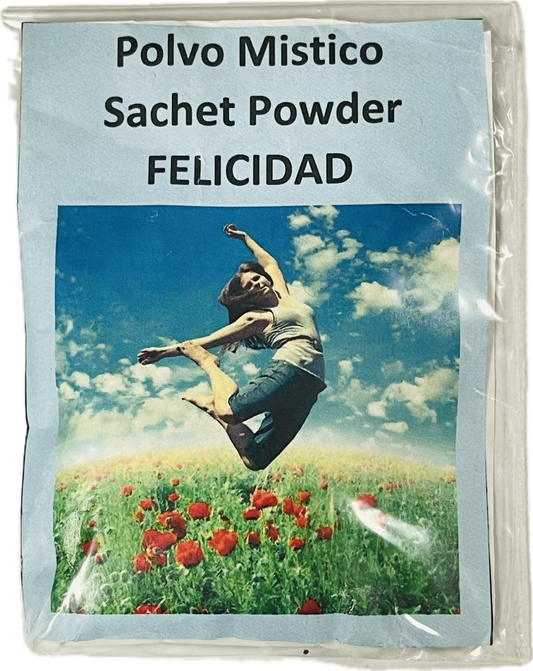 Polvo Mistico
Sachet Powder
FELICIDAD